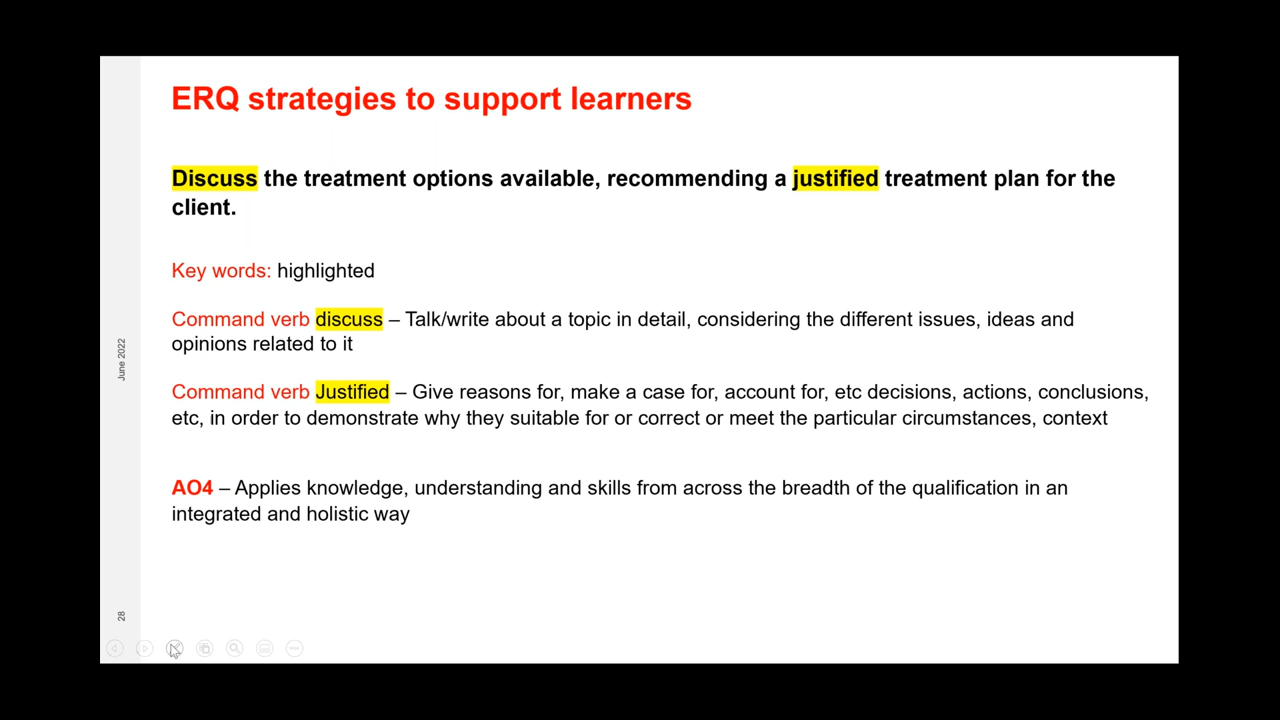 ERQ strategies to support learners
Discuss the treatment options available, recommending a justified treatment plan for the
client.
Key words: highlighted
Command verb discuss – Talk/write about a topic in detail, considering the different issues, ideas and
opinions related to it
Command verb Justified – Give reasons for, make a case for, account for, etc decisions, actions, conclusions,
etc, in order to demonstrate why they suitable for or correct or meet the particular circumstances, context
AO4 – Applies knowledge, understanding and skills from across the breadth of the qualification in an
integrated and holistic way
June 2022
28